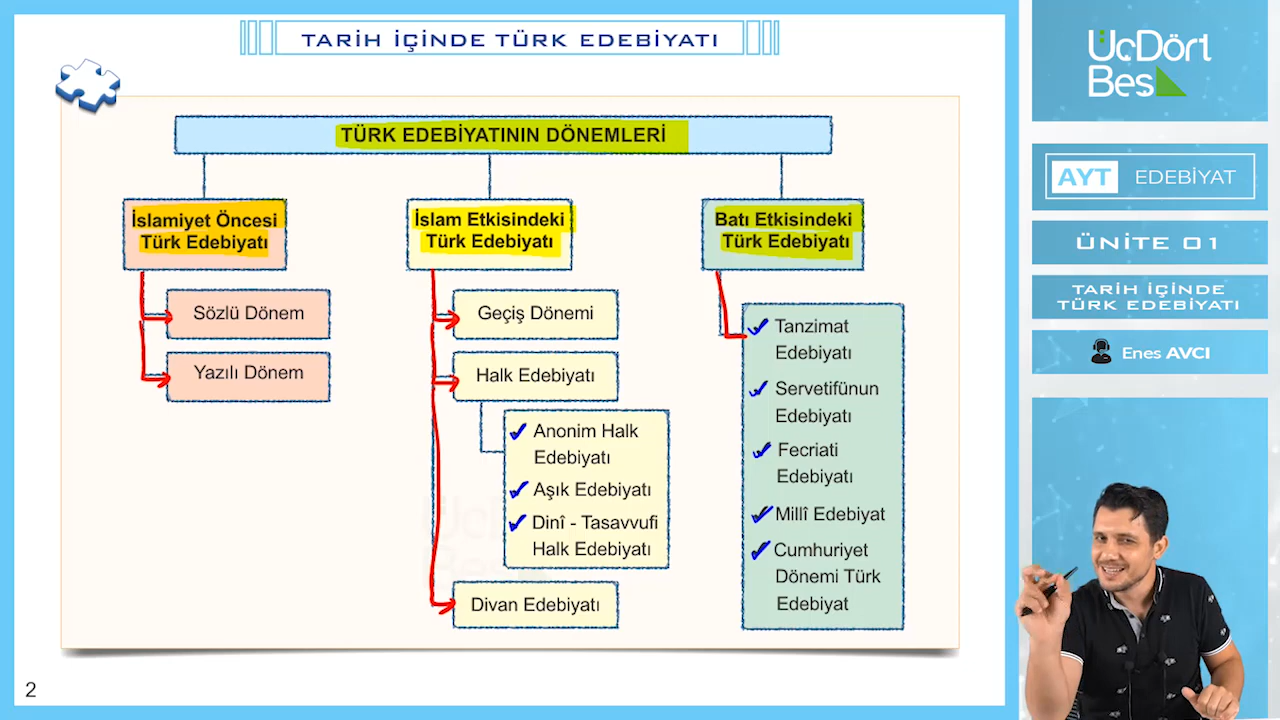 TARİH İÇİNDE TÜRK EDEBİYATI
TÜRK EDEBİYATININ DÖNEMLERİ
İslamiyet Öncesi
Türk Edebiyatı
Sözlü Dönem
Yazılı Dönem
İslam Etkisindeki
Türk Edebiyatı
Geçiş Dönemi
Halk Edebiyatı
Anonim Halk
Edebiyatı
Aşık Edebiyatı
Dinî - Tasavvufi
Halk Edebiyatı
Divan Edebiyatı
Batı Etkisindeki
Türk Edebiyatı
Tanzimat
Edebiyatı
Servetifünun
Edebiyatı
Fecriati
Edebiyatı
Millî Edebiyat
Cumhuriyet
Dönemi Türk
Edebiyat
2
ÜçDört
Beş
AYT EDEBİYAT
ÜNİTE 01
TARİH İÇİNDE
TÜRK EDEBİYATI
Enes AVCI